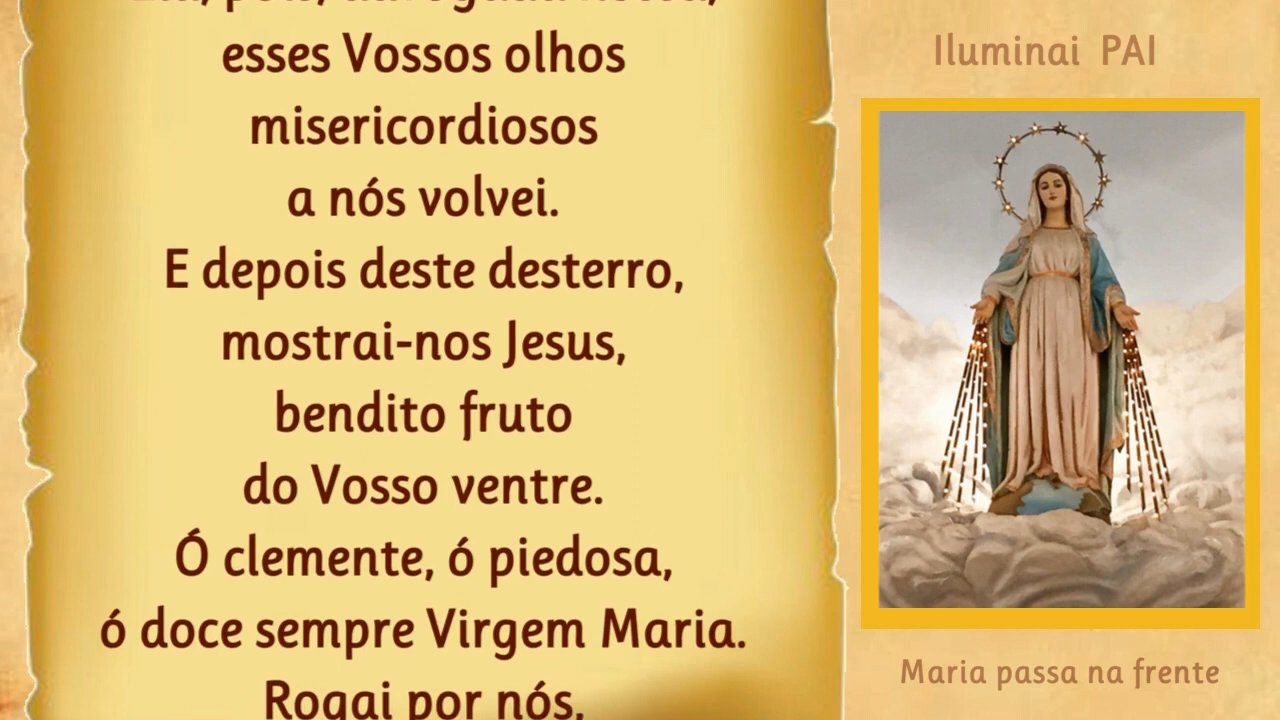 esses Vossos olhos
misericordiosos
a nós volvei.
E depois deste desterro,
mostrai-nos Jesus,
bendito fruto
do Vosso ventre.
Ó clemente, ó piedosa,
ó doce sempre Virgem Maria.
Rogai por nós,
Iluminai PAI
Maria passa na frente